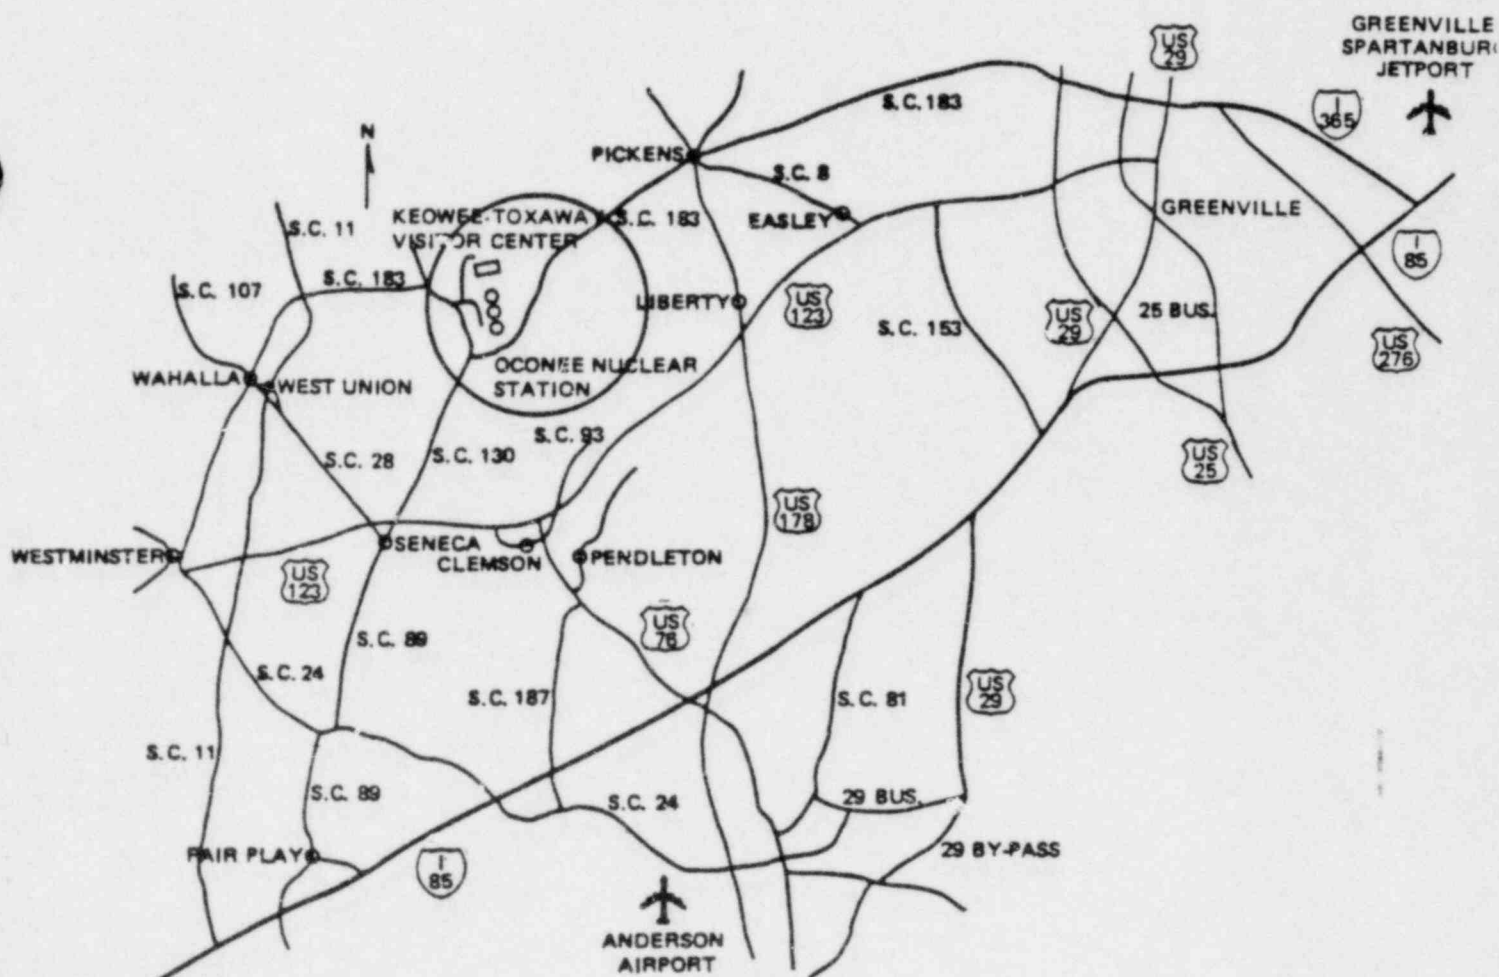 GREENVILLE
SPARTANBUR
JETPORT
US
29
I
365
S.C. 183
N
PICKENS
S.C. 8
KEOWEE-TOXAWA
VISITOR CENTER
S.C. 183
EASLEY
GREENVILLE
S.C. 11
S.C. 183
S.C. 107
I
85
LIBERTY
US
123
S.C. 153
US
29
25 BUS.
US
276
OCONEE NUCLEAR
STATION
WAHALLA
WEST UNION
S.C. 93
S.C. 28
S.C. 130
US
25
US
178
WESTMINSTER
SENECA
CLEMSON
PENDLETON
US
123
US
76
S.C. 89
S.C. 24
S.C. 187
S.C. 81
US
29
S.C. 11
S.C. 89
S.C. 24
29 BUS.
FAIR PLAY
29 BY-PASS
I
85
ANDERSON
AIRPORT